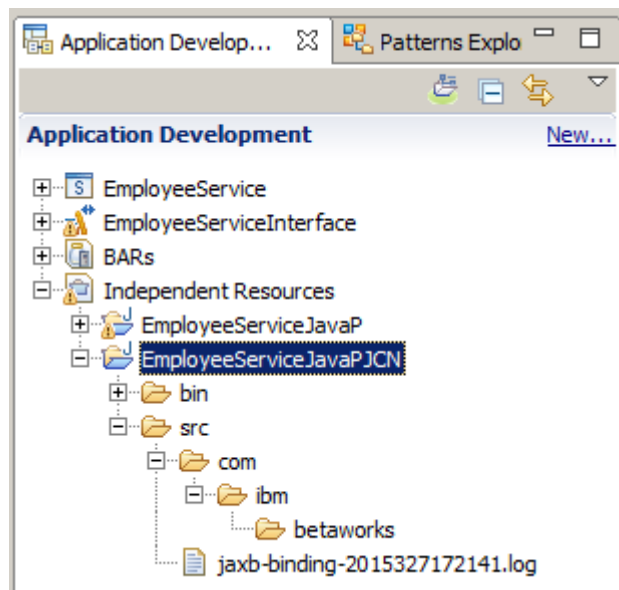 Application Develop... Patterns Explo
Application Development New...
S EmployeeService
EmployeeServiceInterface
BARs
Independent Resources
J EmployeeServiceJavaP
J EmployeeServiceJavaPJCN
bin
src
com
ibm
betaworks
jaxb-binding-2015327172141.log